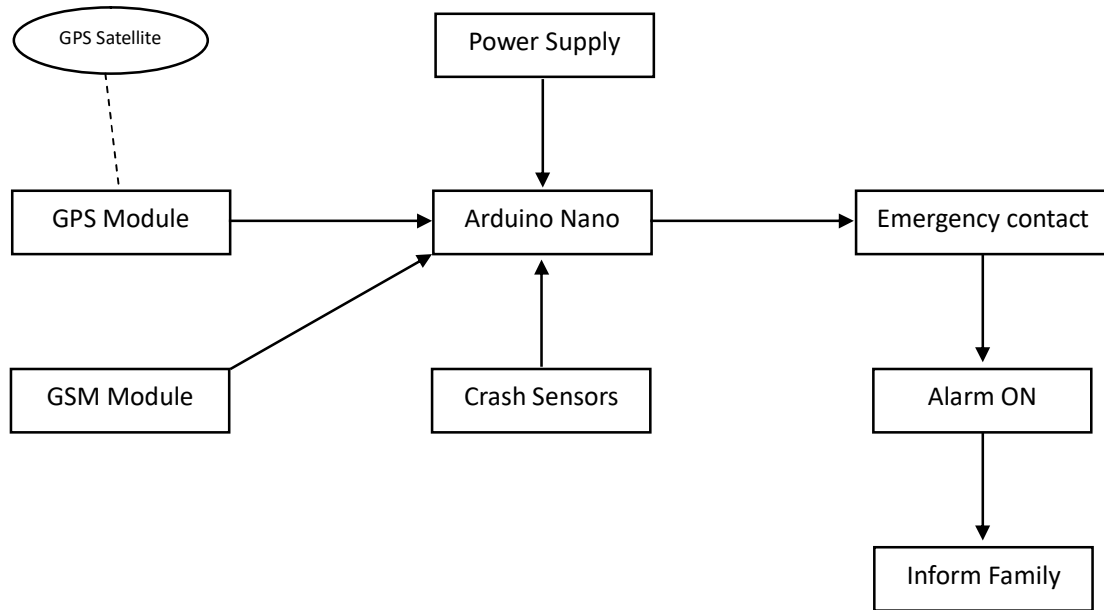 GPS Satellite
Power Supply
GPS Module
Arduino Nano
Emergency contact
GSM Module
Crash Sensors
Alarm ON
Inform Family